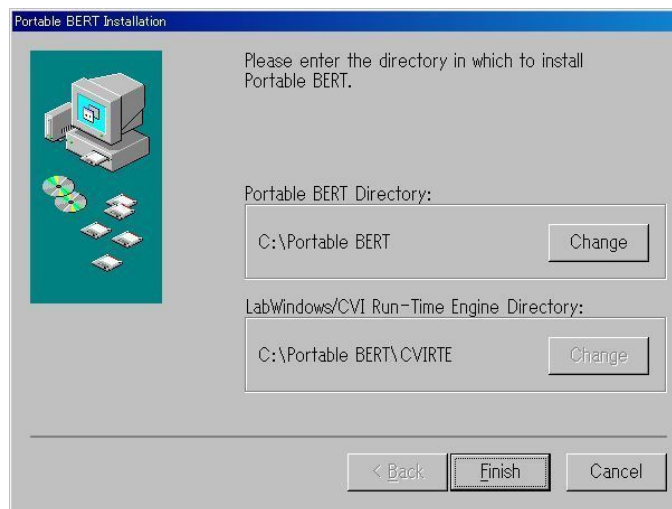 Portable BERT Installation
Please enter the directory in which to install
Portable BERT.
Portable BERT Directory:
C:\Portable BERT
Change
LabWindows/CVI Run-Time Engine Directory:
C:\Portable BERT\CVIRTE
Change
< Back
Finish
Cancel